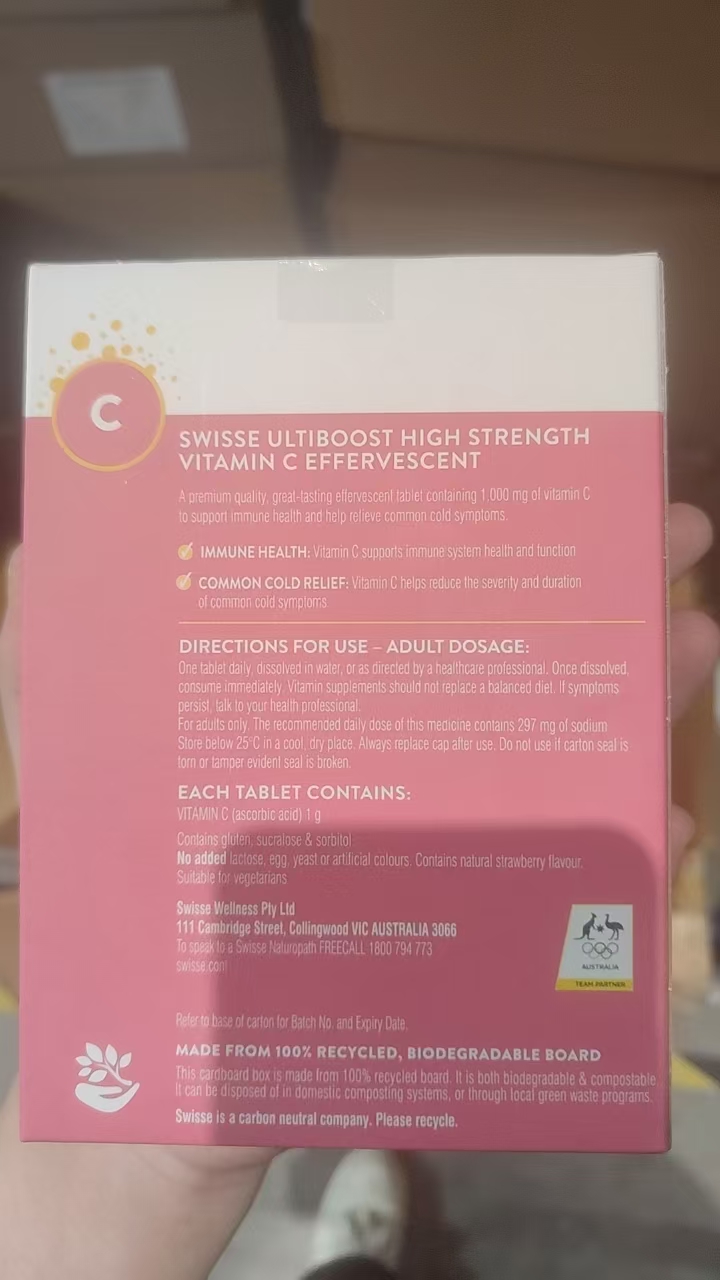 C
SWISSE ULTIBOOST HIGH STRENGTH
VITAMIN C EFFERVESCENT
A premium quality, great-tasting effervescent tablet containing 1,000 mg of vitamin C
to support immune health and help relieve common cold symptoms.
IMMUNE HEALTH: Vitamin C supports immune system health and function
COMMON COLD RELIEF: Vitamin C helps reduce the severity and duration
of common cold symptoms
DIRECTIONS FOR USE – ADULT DOSAGE:
One tablet daily, dissolved in water, or as directed by a healthcare professional. Once dissolved,
consume immediately. Vitamin supplements should not replace a balanced diet. If symptoms
persist, talk to your health professional.
For adults only. The recommended daily dose of this medicine contains 297 mg of sodium
Store below 25°C in a cool, dry place. Always replace cap after use. Do not use if carton seal is
torn or tamper evident seal is broken.
EACH TABLET CONTAINS:
VITAMIN C (ascorbic acid) 1 g
Contains gluten, sucralose & sorbitol
No added lactose, egg, yeast or artificial colours. Contains natural strawberry flavour.
Suitable for vegetarians
Swisse Wellness Pty Ltd
111 Cambridge Street, Collingwood VIC AUSTRALIA 3066
To speak to a Swisse Naturopath FREECALL 1800 794 773
swisse.com
AUSTRALIA
TEAM PARTNER
Refer to base of carton for Batch No. and Expiry Date.
MADE FROM 100% RECYCLED, BIODEGRADABLE BOARD
This cardboard box is made from 100% recycled board. It is both biodegradable & compostable
It can be disposed of in domestic composting systems, or through local green waste programs.
Swisse is a carbon neutral company. Please recycle.